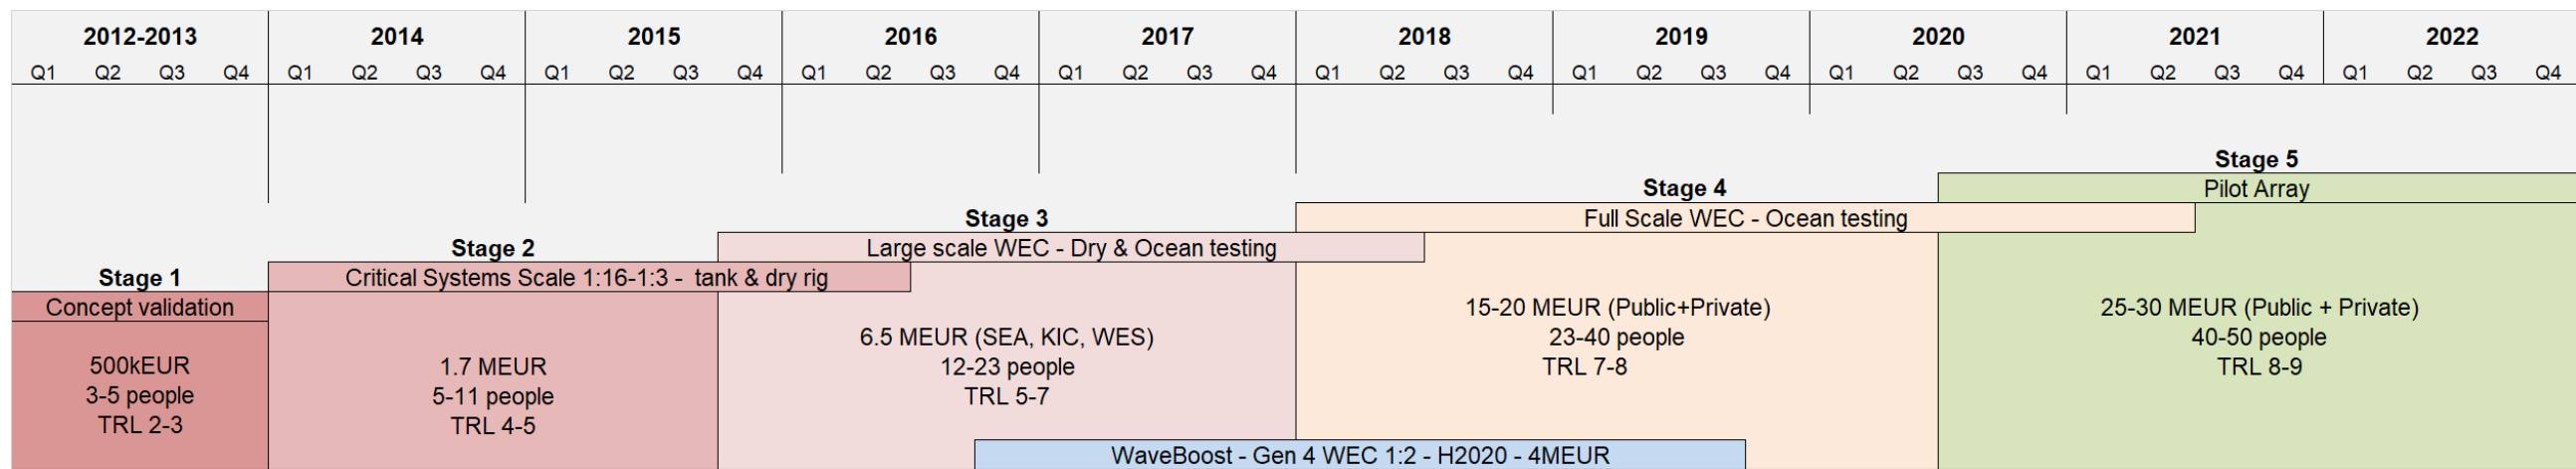 2012-2013 2014 2015 2016 2017 2018 2019 2020 2021 2022
Q1 Q2 Q3 Q4 Q1 Q2 Q3 Q4 Q1 Q2 Q3 Q4 Q1 Q2 Q3 Q4 Q1 Q2 Q3 Q4 Q1 Q2 Q3 Q4 Q1 Q2 Q3 Q4 Q1 Q2 Q3 Q4 Q1 Q2 Q3 Q4 Q1 Q2 Q3 Q4
Stage 1
Concept validation
500kEUR
3-5 people
TRL 2-3
Stage 2
Critical Systems Scale 1:16-1:3 - tank & dry rig
1.7 MEUR
5-11 people
TRL 4-5
Stage 3
Large scale WEC - Dry & Ocean testing
6.5 MEUR (SEA, KIC, WES)
12-23 people
TRL 5-7
Stage 4
Full Scale WEC - Ocean testing
15-20 MEUR (Public+Private)
23-40 people
TRL 7-8
Stage 5
Pilot Array
25-30 MEUR (Public + Private)
40-50 people
TRL 8-9
WaveBoost - Gen 4 WEC 1:2 - H2020 - 4MEUR